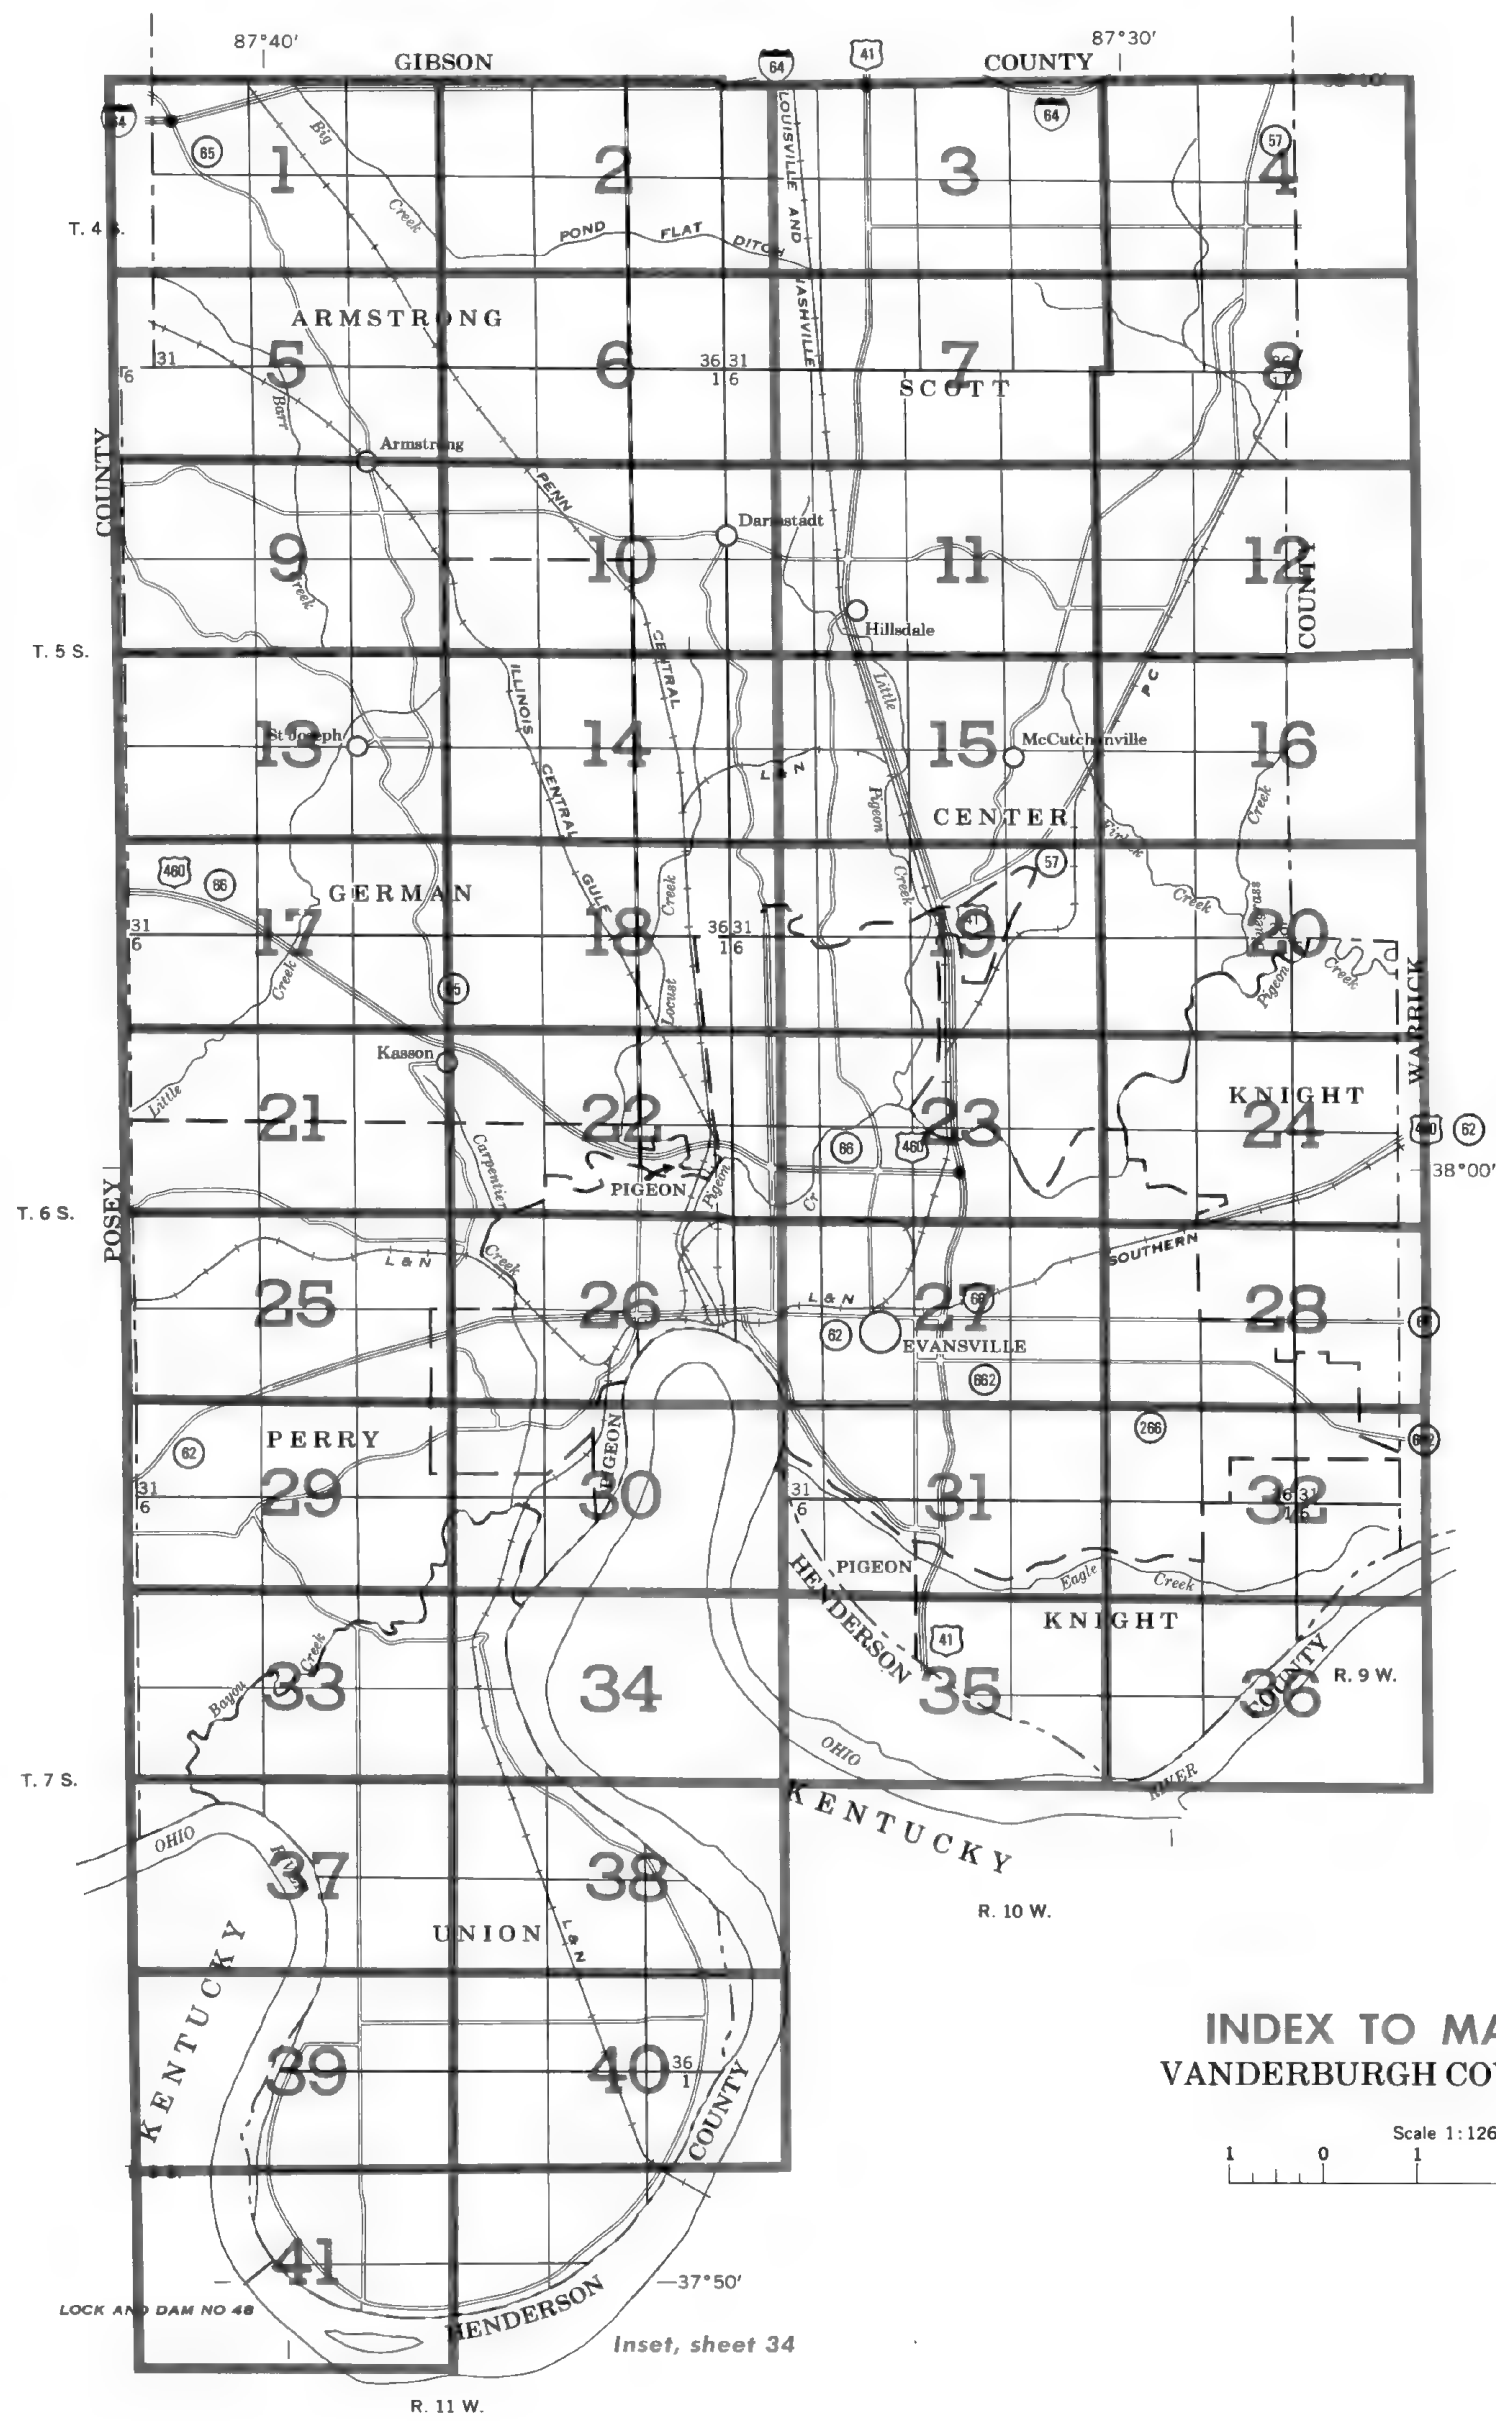 87°40'
87°30'
GIBSON
COUNTY
64
41
64
64
65
57
1
2
3
4
Big
Creek
LOUISVILLE AND NASHVILLE
T. 4 S.
POND FLAT DITCH
ARMSTRONG
5
6
7
8
31
6
36 31
1 6
SCOTT
Barr
Creek
Armstrong
COUNTY
PENN
CENTRAL
Darmstadt
9
10
11
12
COUNTY
Hillsdale
T. 5 S.
ILLINOIS
CENTRAL
GULF
Little
Pigeon
Creek
PC
St Joseph
13
14
15
16
McCutchanville
L & N
CENTER
Firlick
Creek
Bluegrass
Creek
57
460
66
GERMAN
17
18
19
20
31
6
36 31
1 6
41
Creek
Locust
Creek
Pigeon
Creek
65
WARRICK
Kasson
Little
21
22
23
24
KNIGHT
Carpentier
Creek
66
460
460
62
38°00'
PIGEON
Pigeon
Cr
T. 6 S.
POSEY
L & N
SOUTHERN
25
26
27
28
L & N
62
66
66
EVANSVILLE
662
PERRY
62
PIGEON
266
662
31
6
29
30
31
32
31
6
36 31
1 6
HENDERSON
PIGEON
Eagle
Creek
KNIGHT
41
Bayou
Creek
33
34
35
36
COUNTY
R. 9 W.
OHIO
RIVER
T. 7 S.
KENTUCKY
OHIO
River
37
38
R. 10 W.
UNION
L & N
KENTUCKY
39
40
36
1
COUNTY
INDEX TO MA
VANDERBURGH COU
Scale 1:126
1 0 1
41
37°50'
LOCK AND DAM NO 48
HENDERSON
Inset, sheet 34
R. 11 W.